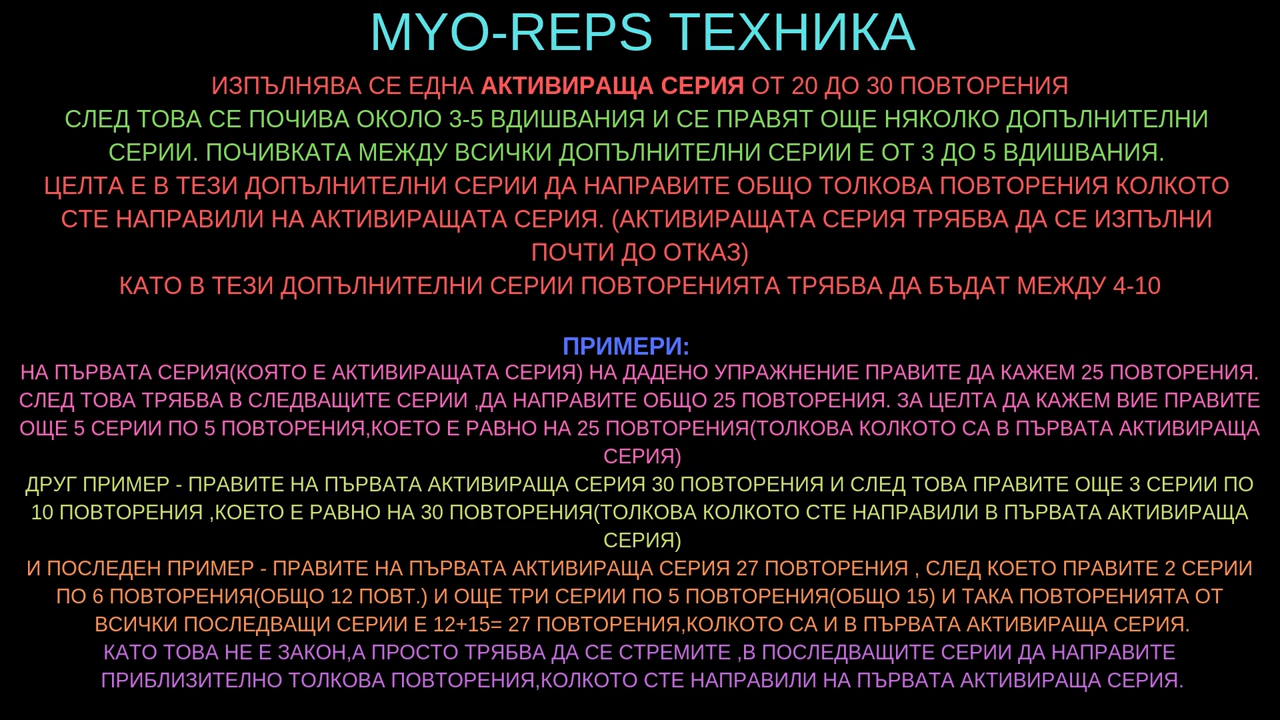 MYO-REPS ТЕХНИКА
ИЗПЪЛНЯВА СЕ ЕДНА АКТИВИРАЩА СЕРИЯ ОТ 20 ДО 30 ПОВТОРЕНИЯ
СЛЕД ТОВА СЕ ПОЧИВА ОКОЛО 3-5 ВДИШВАНИЯ И СЕ ПРАВЯТ ОЩЕ НЯКОЛКО ДОПЪЛНИТЕЛНИ
СЕРИИ. ПОЧИВКАТА МЕЖДУ ВСИЧКИ ДОПЪЛНИТЕЛНИ СЕРИИ Е ОТ 3 ДО 5 ВДИШВАНИЯ.
ЦЕЛТА Е В ТЕЗИ ДОПЪЛНИТЕЛНИ СЕРИИ ДА НАПРАВИТЕ ОБЩО ТОЛКОВА ПОВТОРЕНИЯ КОЛКОТО
СТЕ НАПРАВИЛИ НА АКТИВИРАЩАТА СЕРИЯ. (АКТИВИРАЩАТА СЕРИЯ ТРЯБВА ДА СЕ ИЗПЪЛНИ
ПОЧТИ ДО ОТКАЗ)
КАТО В ТЕЗИ ДОПЪЛНИТЕЛНИ СЕРИИ ПОВТОРЕНИЯТА ТРЯБВА ДА БЪДАТ МЕЖДУ 4-10
ПРИМЕРИ:
НА ПЪРВАТА СЕРИЯ(КОЯТО Е АКТИВИРАЩАТА СЕРИЯ) НА ДАДЕНО УПРАЖНЕНИЕ ПРАВИТЕ ДА КАЖЕМ 25 ПОВТОРЕНИЯ.
СЛЕД ТОВА ТРЯБВА В СЛЕДВАЩИТЕ СЕРИИ ,ДА НАПРАВИТЕ ОБЩО 25 ПОВТОРЕНИЯ. ЗА ЦЕЛТА ДА КАЖЕМ ВИЕ ПРАВИТЕ
ОЩЕ 5 СЕРИИ ПО 5 ПОВТОРЕНИЯ,КОЕТО Е РАВНО НА 25 ПОВТОРЕНИЯ(ТОЛКОВА КОЛКОТО СА В ПЪРВАТА АКТИВИРАЩА
СЕРИЯ)
ДРУГ ПРИМЕР - ПРАВИТЕ НА ПЪРВАТА АКТИВИРАЩА СЕРИЯ 30 ПОВТОРЕНИЯ И СЛЕД ТОВА ПРАВИТЕ ОЩЕ 3 СЕРИИ ПО
10 ПОВТОРЕНИЯ ,КОЕТО Е РАВНО НА 30 ПОВТОРЕНИЯ(ТОЛКОВА КОЛКОТО СТЕ НАПРАВИЛИ В ПЪРВАТА АКТИВИРАЩА
СЕРИЯ)
И ПОСЛЕДЕН ПРИМЕР - ПРАВИТЕ НА ПЪРВАТА АКТИВИРАЩА СЕРИЯ 27 ПОВТОРЕНИЯ , СЛЕД КОЕТО ПРАВИТЕ 2 СЕРИИ
ПО 6 ПОВТОРЕНИЯ(ОБЩО 12 ПОВТ.) И ОЩЕ ТРИ СЕРИИ ПО 5 ПОВТОРЕНИЯ(ОБЩО 15) И ТАКА ПОВТОРЕНИЯТА ОТ
ВСИЧКИ ПОСЛЕДВАЩИ СЕРИИ Е 12+15= 27 ПОВТОРЕНИЯ,КОЛКОТО СА И В ПЪРВАТА АКТИВИРАЩА СЕРИЯ.
КАТО ТОВА НЕ Е ЗАКОН,А ПРОСТО ТРЯБВА ДА СЕ СТРЕМИТЕ ,В ПОСЛЕДВАЩИТЕ СЕРИИ ДА НАПРАВИТЕ
ПРИБЛИЗИТЕЛНО ТОЛКОВА ПОВТОРЕНИЯ,КОЛКОТО СТЕ НАПРАВИЛИ НА ПЪРВАТА АКТИВИРАЩА СЕРИЯ.